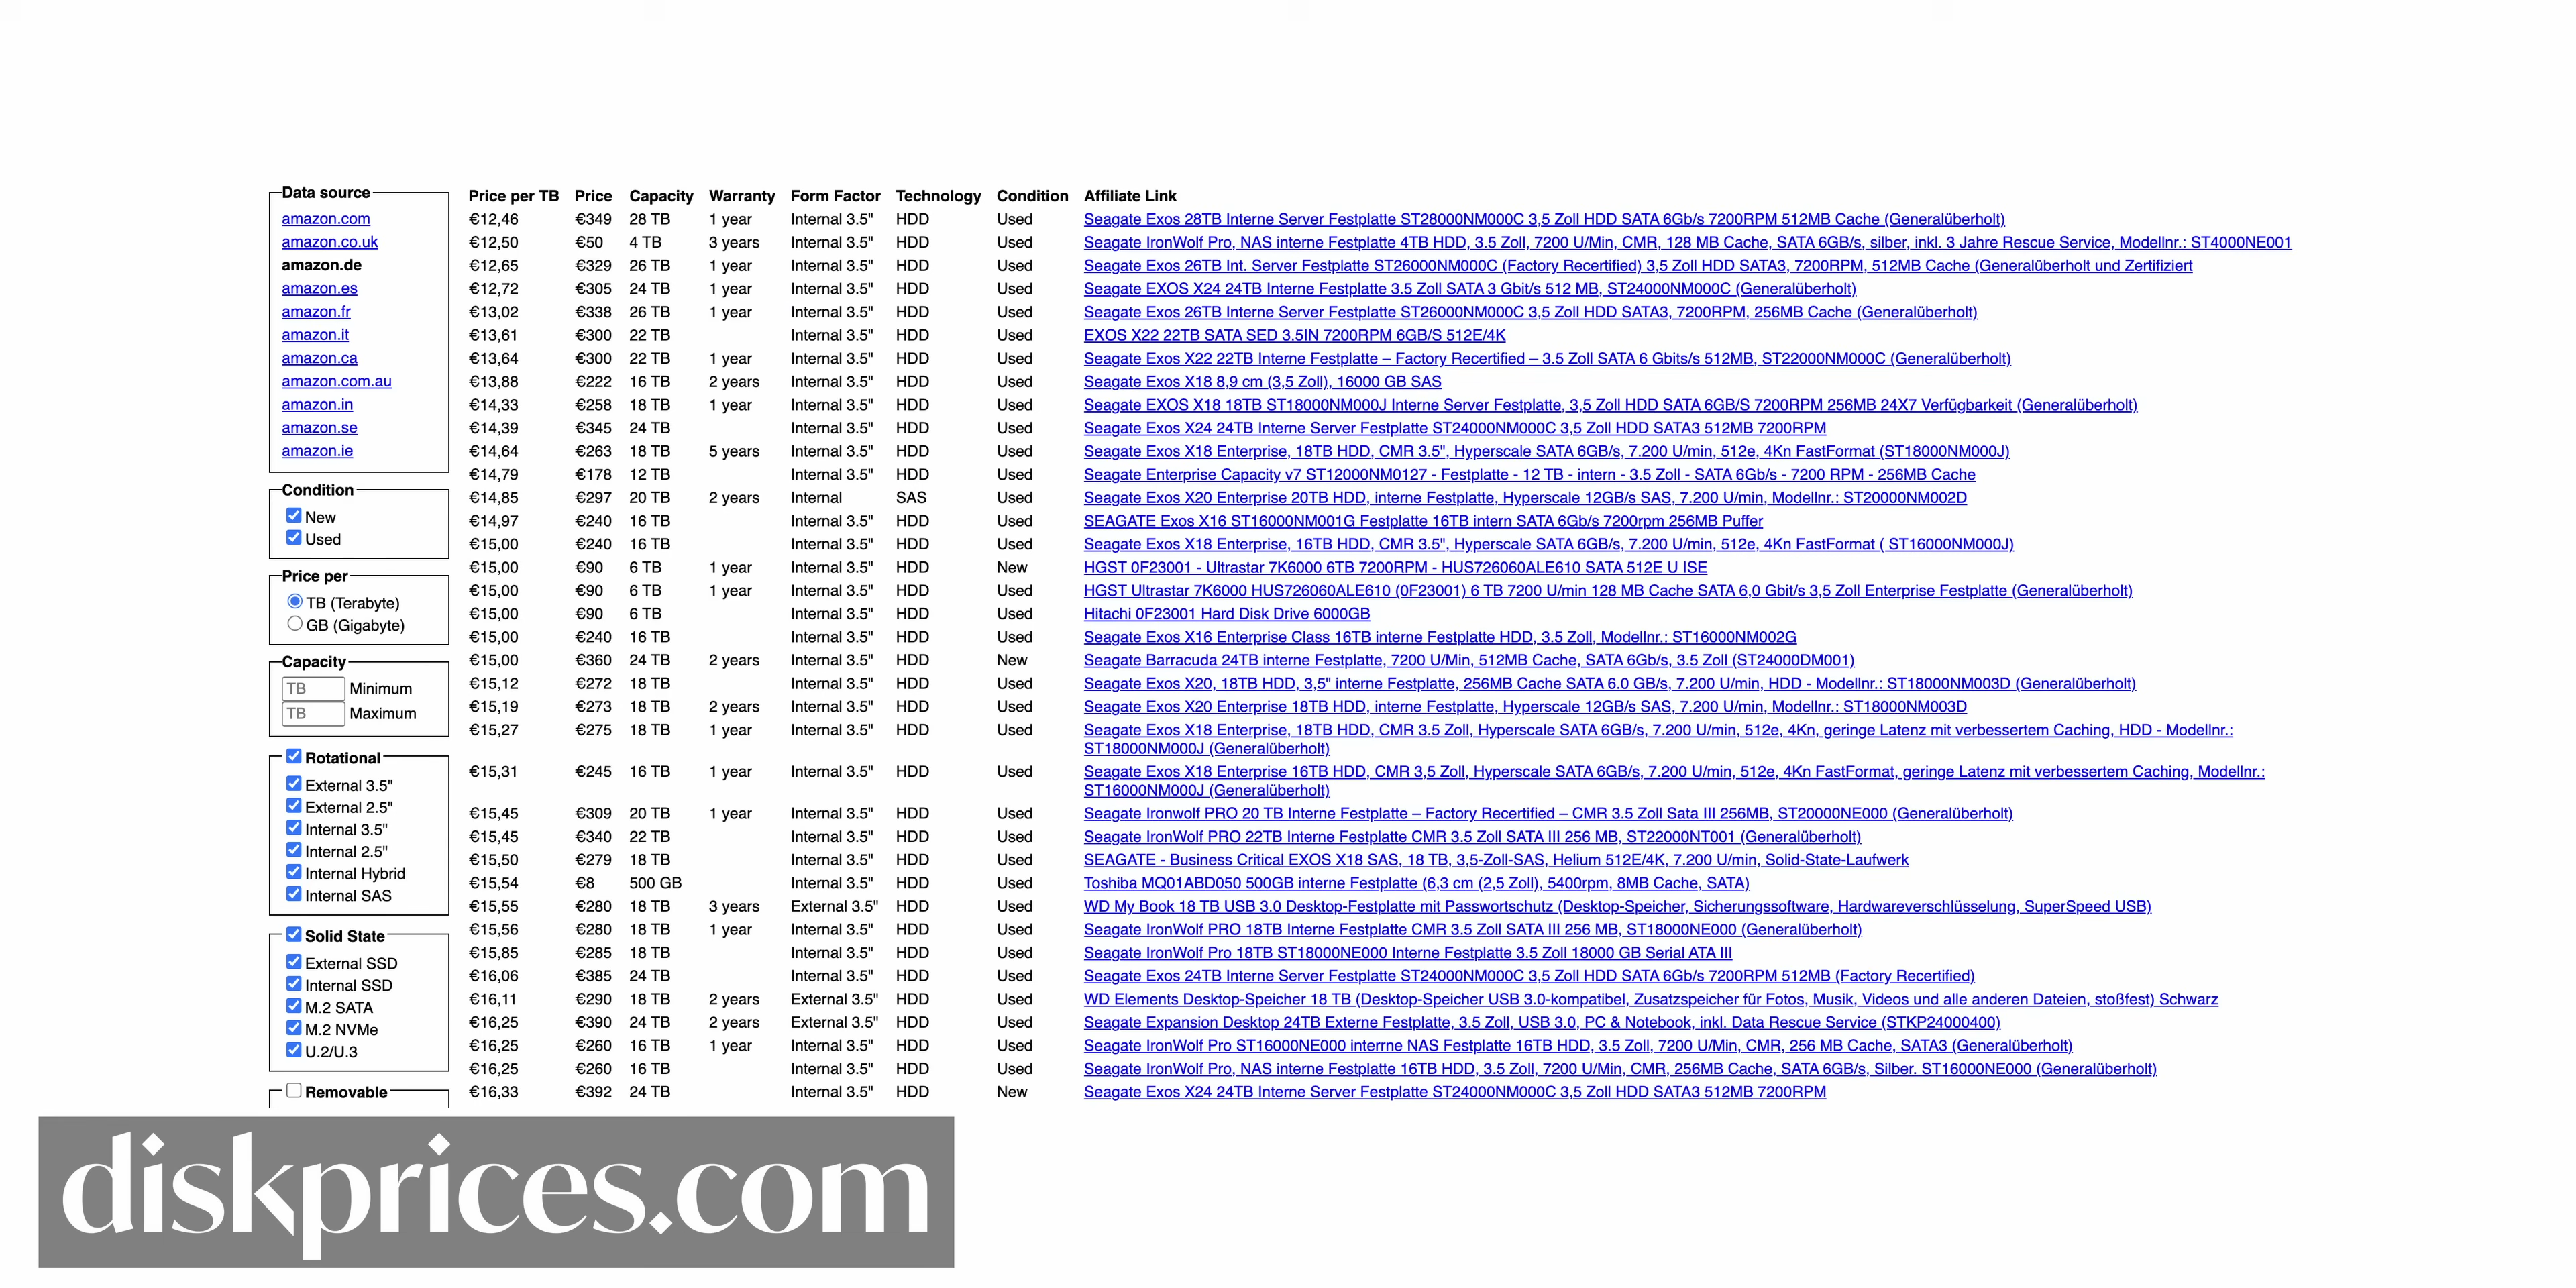 Data source
amazon.com
amazon.co.uk
amazon.de
amazon.es
amazon.fr
amazon.it
amazon.ca
amazon.com.au
amazon.in
amazon.se
amazon.ie
Condition
New
Used
Price per
TB (Terabyte)
GB (Gigabyte)
Capacity
TB Minimum
TB Maximum
Rotational
External 3.5"
External 2.5"
Internal 3.5"
Internal 2.5"
Internal Hybrid
Internal SAS
Solid State
External SSD
Internal SSD
M.2 SATA
M.2 NVMe
U.2/U.3
Removable
Price per TB Price Capacity Warranty Form Factor Technology Condition Affiliate Link
€12,46 €349 28 TB 1 year Internal 3.5" HDD Used Seagate Exos 28TB Interne Server Festplatte ST28000NM000C 3,5 Zoll HDD SATA 6Gb/s 7200RPM 512MB Cache (Generalüberholt)
€12,50 €50 4 TB 3 years Internal 3.5" HDD Used Seagate IronWolf Pro, NAS interne Festplatte 4TB HDD, 3.5 Zoll, 7200 U/Min, CMR, 128 MB Cache, SATA 6GB/s, silber, inkl. 3 Jahre Rescue Service, Modellnr.: ST4000NE001
€12,65 €329 26 TB 1 year Internal 3.5" HDD Used Seagate Exos 26TB Int. Server Festplatte ST26000NM000C (Factory Recertified) 3,5 Zoll HDD SATA3, 7200RPM, 512MB Cache (Generalüberholt und Zertifiziert
€12,72 €305 24 TB 1 year Internal 3.5" HDD Used Seagate EXOS X24 24TB Interne Festplatte 3.5 Zoll SATA 3 Gbit/s 512 MB, ST24000NM000C (Generalüberholt)
€13,02 €338 26 TB 1 year Internal 3.5" HDD Used Seagate Exos 26TB Interne Server Festplatte ST26000NM000C 3,5 Zoll HDD SATA3, 7200RPM, 256MB Cache (Generalüberholt)
€13,61 €300 22 TB Internal 3.5" HDD Used EXOS X22 22TB SATA SED 3.5IN 7200RPM 6GB/S 512E/4K
€13,64 €300 22 TB 1 year Internal 3.5" HDD Used Seagate Exos X22 22TB Interne Festplatte – Factory Recertified – 3.5 Zoll SATA 6 Gbits/s 512MB, ST22000NM000C (Generalüberholt)
€13,88 €222 16 TB 2 years Internal 3.5" HDD Used Seagate Exos X18 8,9 cm (3,5 Zoll), 16000 GB SAS
€14,33 €258 18 TB 1 year Internal 3.5" HDD Used Seagate EXOS X18 18TB ST18000NM000J Interne Server Festplatte, 3,5 Zoll HDD SATA 6GB/S 7200RPM 256MB 24X7 Verfügbarkeit (Generalüberholt)
€14,39 €345 24 TB Internal 3.5" HDD Used Seagate Exos X24 24TB Interne Server Festplatte ST24000NM000C 3,5 Zoll HDD SATA3 512MB 7200RPM
€14,64 €263 18 TB 5 years Internal 3.5" HDD Used Seagate Exos X18 Enterprise, 18TB HDD, CMR 3.5", Hyperscale SATA 6GB/s, 7.200 U/min, 512e, 4Kn FastFormat (ST18000NM000J)
€14,79 €178 12 TB Internal 3.5" HDD Used Seagate Enterprise Capacity v7 ST12000NM0127 - Festplatte - 12 TB - intern - 3.5 Zoll - SATA 6Gb/s - 7200 RPM - 256MB Cache
€14,85 €297 20 TB 2 years Internal SAS Used Seagate Exos X20 Enterprise 20TB HDD, interne Festplatte, Hyperscale 12GB/s SAS, 7.200 U/min, Modellnr.: ST20000NM002D
€14,97 €240 16 TB Internal 3.5" HDD Used SEAGATE Exos X16 ST16000NM001G Festplatte 16TB intern SATA 6Gb/s 7200rpm 256MB Puffer
€15,00 €240 16 TB Internal 3.5" HDD Used Seagate Exos X18 Enterprise, 16TB HDD, CMR 3.5", Hyperscale SATA 6GB/s, 7.200 U/min, 512e, 4Kn FastFormat ( ST16000NM000J)
€15,00 €90 6 TB 1 year Internal 3.5" HDD New HGST 0F23001 - Ultrastar 7K6000 6TB 7200RPM - HUS726060ALE610 SATA 512E U ISE
€15,00 €90 6 TB 1 year Internal 3.5" HDD Used HGST Ultrastar 7K6000 HUS726060ALE610 (0F23001) 6 TB 7200 U/min 128 MB Cache SATA 6,0 Gbit/s 3,5 Zoll Enterprise Festplatte (Generalüberholt)
€15,00 €90 6 TB Internal 3.5" HDD Used Hitachi 0F23001 Hard Disk Drive 6000GB
€15,00 €240 16 TB Internal 3.5" HDD Used Seagate Exos X16 Enterprise Class 16TB interne Festplatte HDD, 3.5 Zoll, Modellnr.: ST16000NM002G
€15,00 €360 24 TB 2 years Internal 3.5" HDD New Seagate Barracuda 24TB interne Festplatte, 7200 U/Min, 512MB Cache, SATA 6Gb/s, 3.5 Zoll (ST24000DM001)
€15,12 €272 18 TB Internal 3.5" HDD Used Seagate Exos X20, 18TB HDD, 3,5" interne Festplatte, 256MB Cache SATA 6.0 GB/s, 7.200 U/min, HDD - Modellnr.: ST18000NM003D (Generalüberholt)
€15,19 €273 18 TB 2 years Internal 3.5" HDD Used Seagate Exos X20 Enterprise 18TB HDD, interne Festplatte, Hyperscale 12GB/s SAS, 7.200 U/min, Modellnr.: ST18000NM003D
€15,27 €275 18 TB 1 year Internal 3.5" HDD Used Seagate Exos X18 Enterprise, 18TB HDD, CMR 3.5 Zoll, Hyperscale SATA 6GB/s, 7.200 U/min, 512e, 4Kn, geringe Latenz mit verbessertem Caching, HDD - Modellnr.:
ST18000NM000J (Generalüberholt)
€15,31 €245 16 TB 1 year Internal 3.5" HDD Used Seagate Exos X18 Enterprise 16TB HDD, CMR 3,5 Zoll, Hyperscale SATA 6GB/s, 7.200 U/min, 512e, 4Kn FastFormat, geringe Latenz mit verbessertem Caching, Modellnr.:
ST16000NM000J (Generalüberholt)
€15,45 €309 20 TB 1 year Internal 3.5" HDD Used Seagate Ironwolf PRO 20 TB Interne Festplatte – Factory Recertified – CMR 3.5 Zoll Sata III 256MB, ST20000NE000 (Generalüberholt)
€15,45 €340 22 TB Internal 3.5" HDD Used Seagate IronWolf PRO 22TB Interne Festplatte CMR 3.5 Zoll SATA III 256 MB, ST22000NT001 (Generalüberholt)
€15,50 €279 18 TB Internal 3.5" HDD Used SEAGATE - Business Critical EXOS X18 SAS, 18 TB, 3,5-Zoll-SAS, Helium 512E/4K, 7.200 U/min, Solid-State-Laufwerk
€15,54 €8 500 GB Internal 3.5" HDD Used Toshiba MQ01ABD050 500GB interne Festplatte (6,3 cm (2,5 Zoll), 5400rpm, 8MB Cache, SATA)
€15,55 €280 18 TB 3 years External 3.5" HDD Used WD My Book 18 TB USB 3.0 Desktop-Festplatte mit Passwortschutz (Desktop-Speicher, Sicherungssoftware, Hardwareverschlüsselung, SuperSpeed USB)
€15,56 €280 18 TB 1 year Internal 3.5" HDD Used Seagate IronWolf PRO 18TB Interne Festplatte CMR 3.5 Zoll SATA III 256 MB, ST18000NE000 (Generalüberholt)
€15,85 €285 18 TB Internal 3.5" HDD Used Seagate IronWolf Pro 18TB ST18000NE000 Interne Festplatte 3.5 Zoll 18000 GB Serial ATA III
€16,06 €385 24 TB Internal 3.5" HDD Used Seagate Exos 24TB Interne Server Festplatte ST24000NM000C 3,5 Zoll HDD SATA 6Gb/s 7200RPM 512MB (Factory Recertified)
€16,11 €290 18 TB 2 years External 3.5" HDD Used WD Elements Desktop-Speicher 18 TB (Desktop-Speicher USB 3.0-kompatibel, Zusatzspeicher für Fotos, Musik, Videos und alle anderen Dateien, stoßfest) Schwarz
€16,25 €390 24 TB 2 years External 3.5" HDD Used Seagate Expansion Desktop 24TB Externe Festplatte, 3.5 Zoll, USB 3.0, PC & Notebook, inkl. Data Rescue Service (STKP24000400)
€16,25 €260 16 TB 1 year Internal 3.5" HDD Used Seagate IronWolf Pro ST16000NE000 interrne NAS Festplatte 16TB HDD, 3.5 Zoll, 7200 U/Min, CMR, 256 MB Cache, SATA3 (Generalüberholt)
€16,25 €260 16 TB Internal 3.5" HDD Used Seagate IronWolf Pro, NAS interne Festplatte 16TB HDD, 3.5 Zoll, 7200 U/Min, CMR, 256MB Cache, SATA 6GB/s, Silber. ST16000NE000 (Generalüberholt)
€16,33 €392 24 TB Internal 3.5" HDD New Seagate Exos X24 24TB Interne Server Festplatte ST24000NM000C 3,5 Zoll HDD SATA3 512MB 7200RPM
diskprices.com